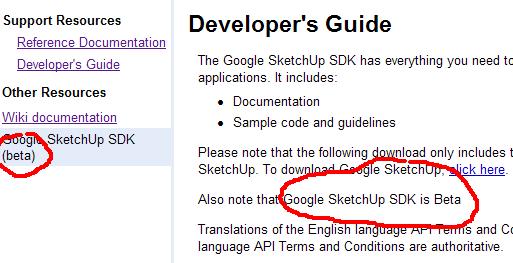 Support Resources
Reference Documentation
Developer's Guide
Other Resources
Wiki documentation
Google SketchUp SDK
(beta)
Developer's Guide
The Google SketchUp SDK has everything you need to
applications. It includes:
Documentation
Sample code and guidelines
Please note that the following download only includes t
SketchUp. To download Google SketchUp, click here.
Also note that Google SketchUp SDK is Beta
Translations of the English language API Terms and Co
language API Terms and Conditions are authoritative.